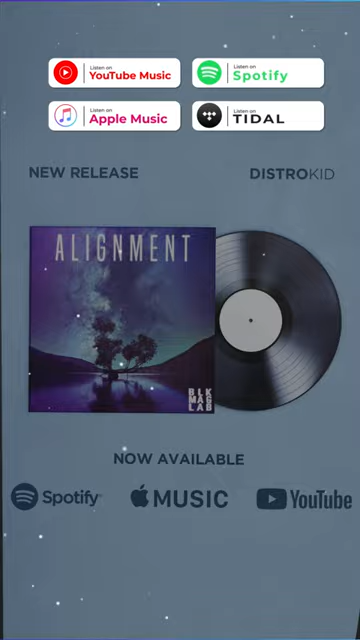 Listen on
YouTube Music
Listen on
Spotify
Listen on
Apple Music
Listen on
TIDAL
NEW RELEASE
DISTROKID
ALIGNMENT
BLK
MAG
LAB
NOW AVAILABLE
Spotify
MUSIC
YouTube